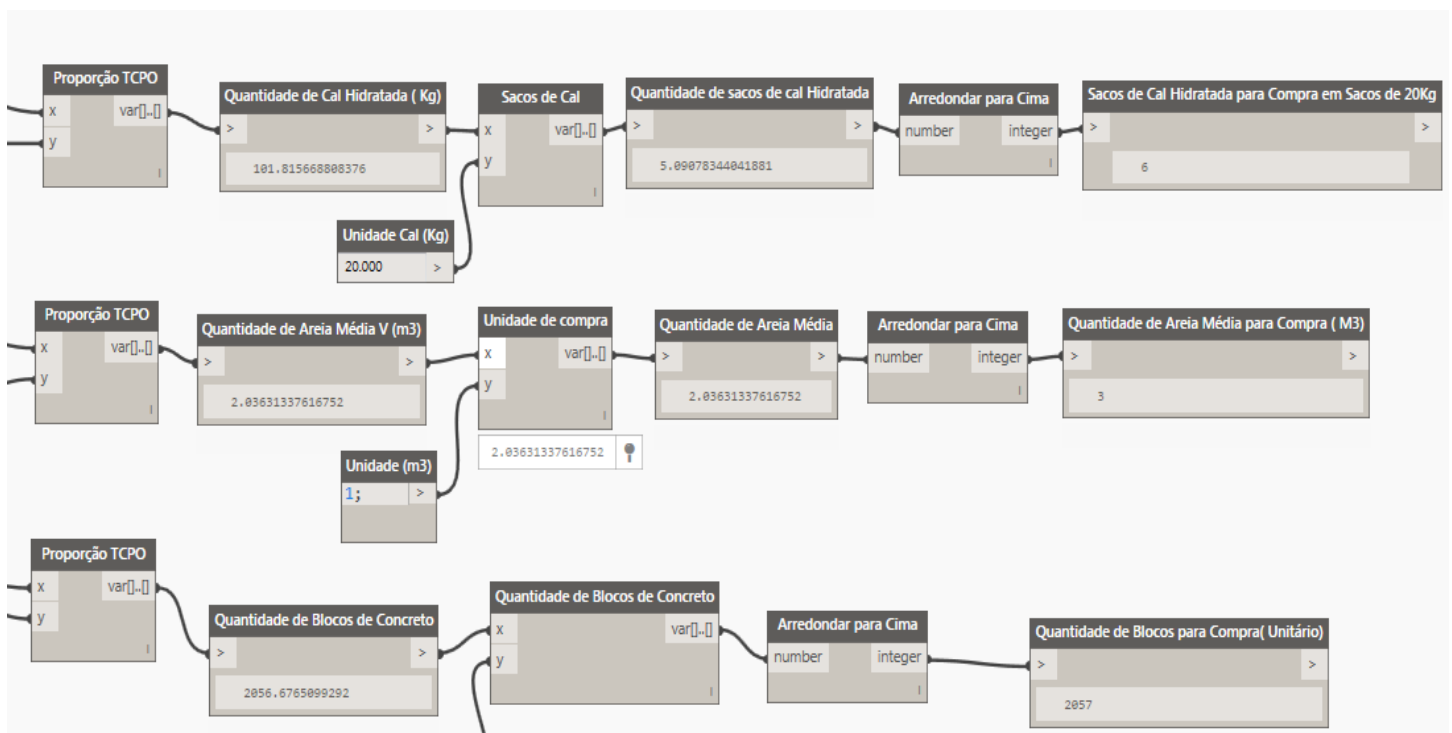 Proporção TCPO
x
var[]..[]
y
l
Quantidade de Cal Hidratada ( Kg)
>
>
101.815668808376
Sacos de Cal
x
var[]..[]
y
l
Unidade Cal (Kg)
20.000
>
Quantidade de sacos de cal Hidratada
>
>
5.09078344041881
Arredondar para Cima
number
integer
l
Sacos de Cal Hidratada para Compra em Sacos de 20Kg
>
>
6
Proporção TCPO
x
var[]..[]
y
l
Quantidade de Areia Média V (m3)
>
>
2.03631337616752
Unidade de compra
x
var[]..[]
y
l
2.03631337616752
Unidade (m3)
1;
>
Quantidade de Areia Média
>
>
2.03631337616752
Arredondar para Cima
number
integer
l
Quantidade de Areia Média para Compra ( M3)
>
>
3
Proporção TCPO
x
var[]..[]
y
l
Quantidade de Blocos de Concreto
>
>
2056.6765099292
Quantidade de Blocos de Concreto
x
var[]..[]
y
l
Arredondar para Cima
number
integer
l
Quantidade de Blocos para Compra( Unitário)
>
>
2057